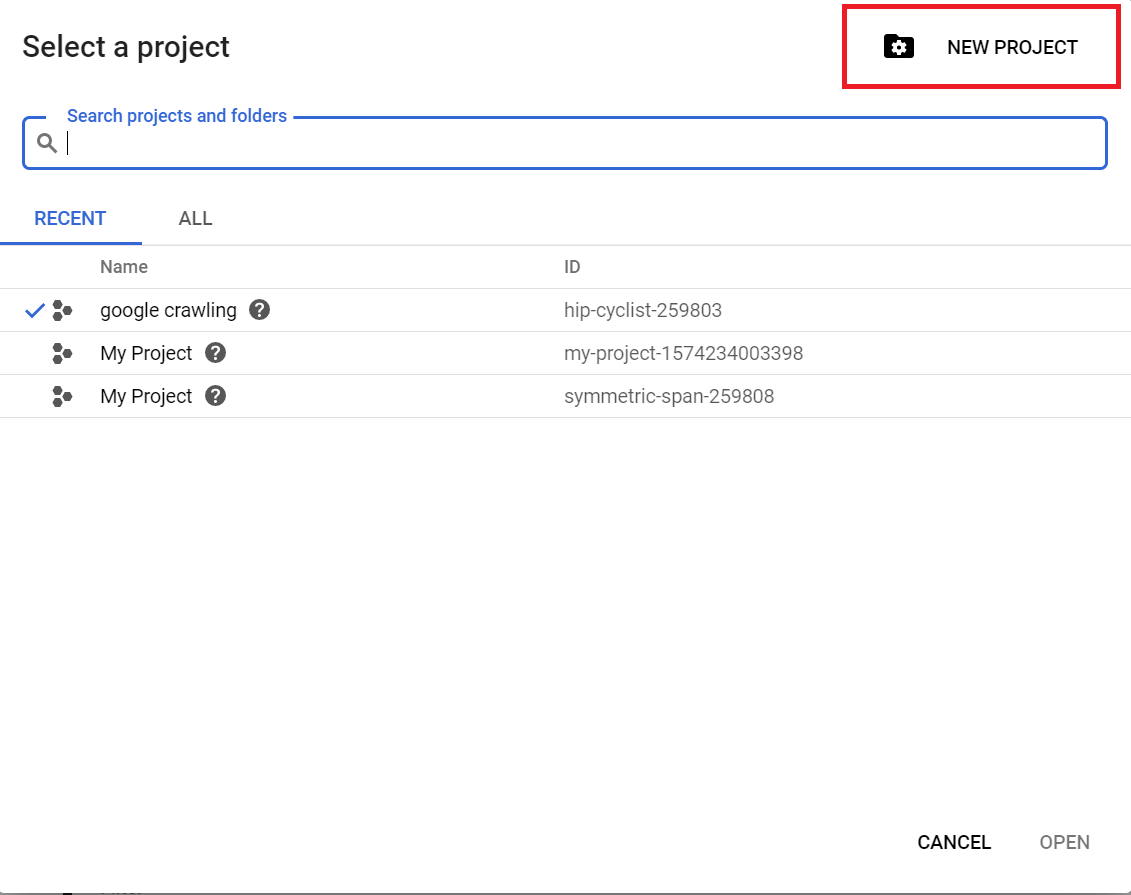 Select a project
NEW PROJECT
Search projects and folders
RECENT ALL
Name ID
google crawling hip-cyclist-259803
My Project my-project-1574234003398
My Project symmetric-span-259808
CANCEL OPEN